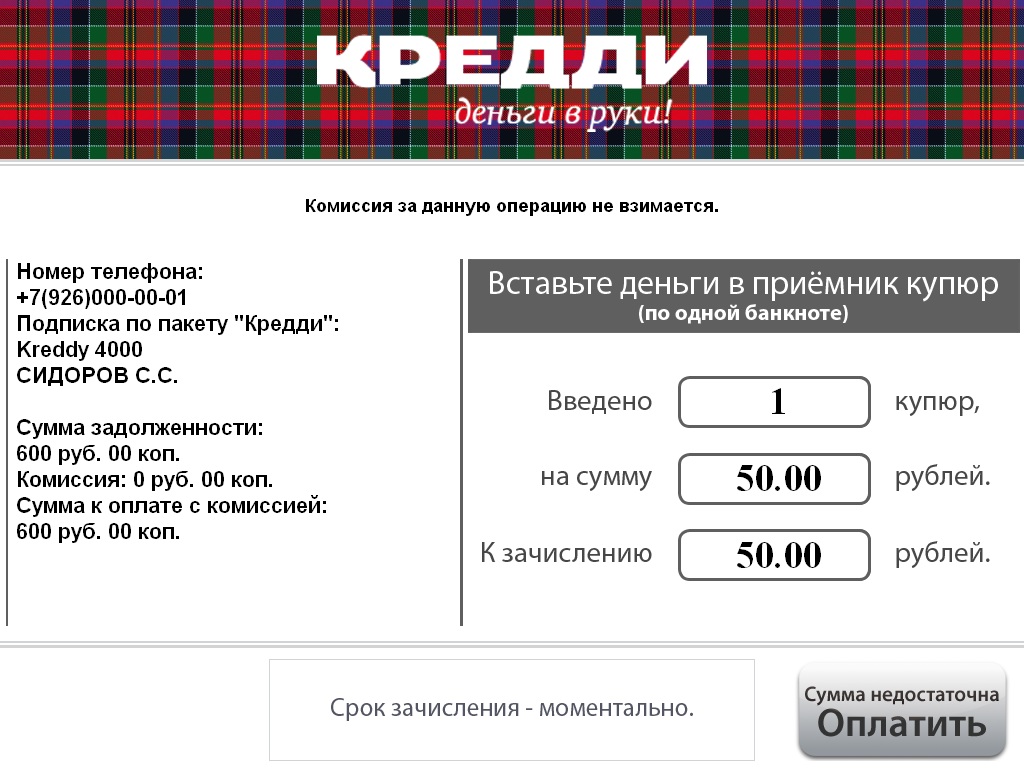 КРЕДДИ
деньги в руки!
Комиссия за данную операцию не взимается.
Номер телефона:
+7(926)000-00-01
Подписка по пакету "Кредди":
Kreddy 4000
СИДОРОВ С.С.
Сумма задолженности:
600 руб. 00 коп.
Комиссия: 0 руб. 00 коп.
Сумма к оплате с комиссией:
600 руб. 00 коп.
Вставьте деньги в приёмник купюр
(по одной банкноте)
Введено 1 купюр,
на сумму 50.00 рублей.
К зачислению 50.00 рублей.
Срок зачисления - моментально.
Сумма недостаточна
Оплатить